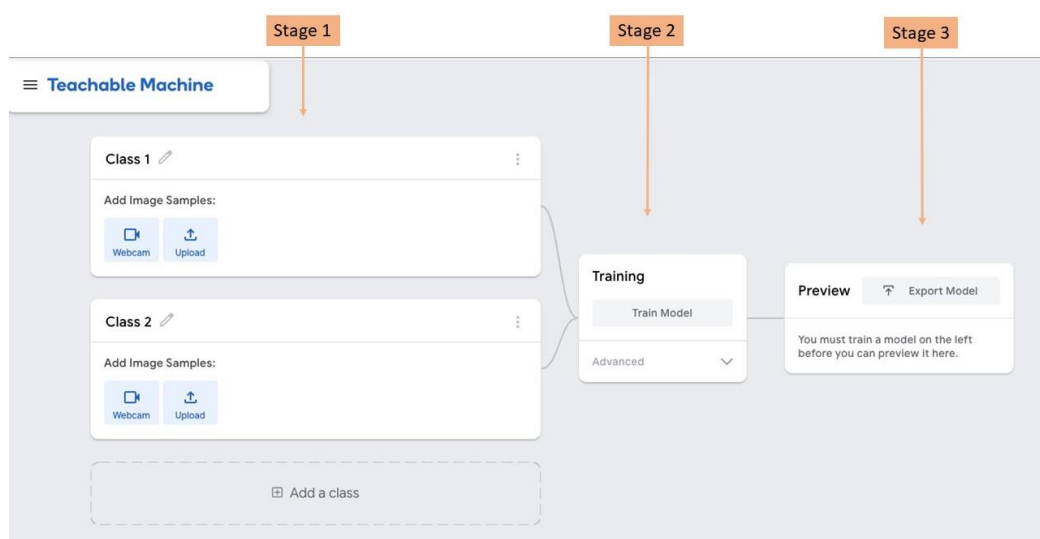 Stage 1
Stage 2
Stage 3
Teachable Machine
Class 1
Add Image Samples:
Webcam
Upload
Class 2
Add Image Samples:
Webcam
Upload
Add a class
Training
Train Model
Advanced
Preview
Export Model
You must train a model on the left
before you can preview it here.